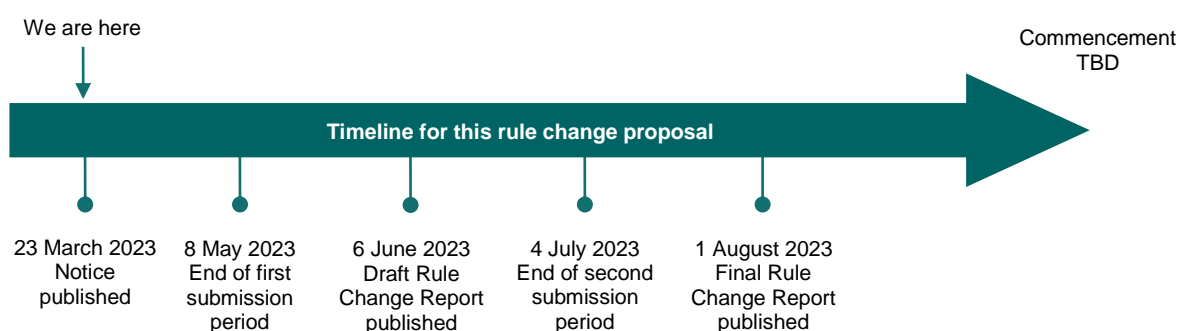 We are here
Commencement
TBD
Timeline for this rule change proposal
23 March 2023
Notice
published
8 May 2023
End of first
submission
period
6 June 2023
Draft Rule
Change Report
published
4 July 2023
End of second
submission
period
1 August 2023
Final Rule
Change Report
published